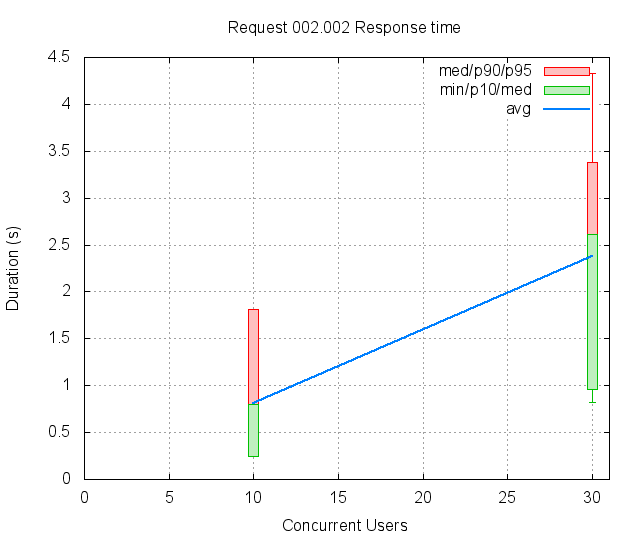 Request 002.002 Response time
med/p90/p95
min/p10/med
avg
4.5
4
3.5
3
2.5
2
1.5
1
0.5
0
0 5 10 15 20 25 30
Duration (s)
Concurrent Users